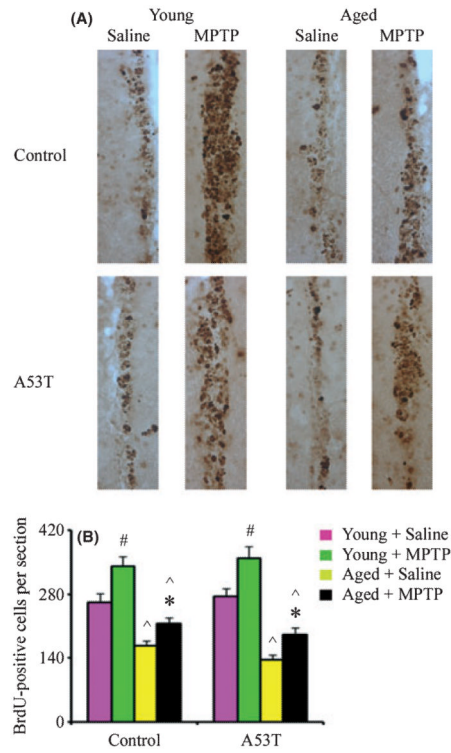 (A)
Young Aged
Saline MPTP Saline MPTP
Control
A53T
(B)
BrdU-positive cells per section
420
280
140
0
# ^ ^ *
# ^ ^ *
Control A53T
Young + Saline
Young + MPTP
Aged + Saline
Aged + MPTP